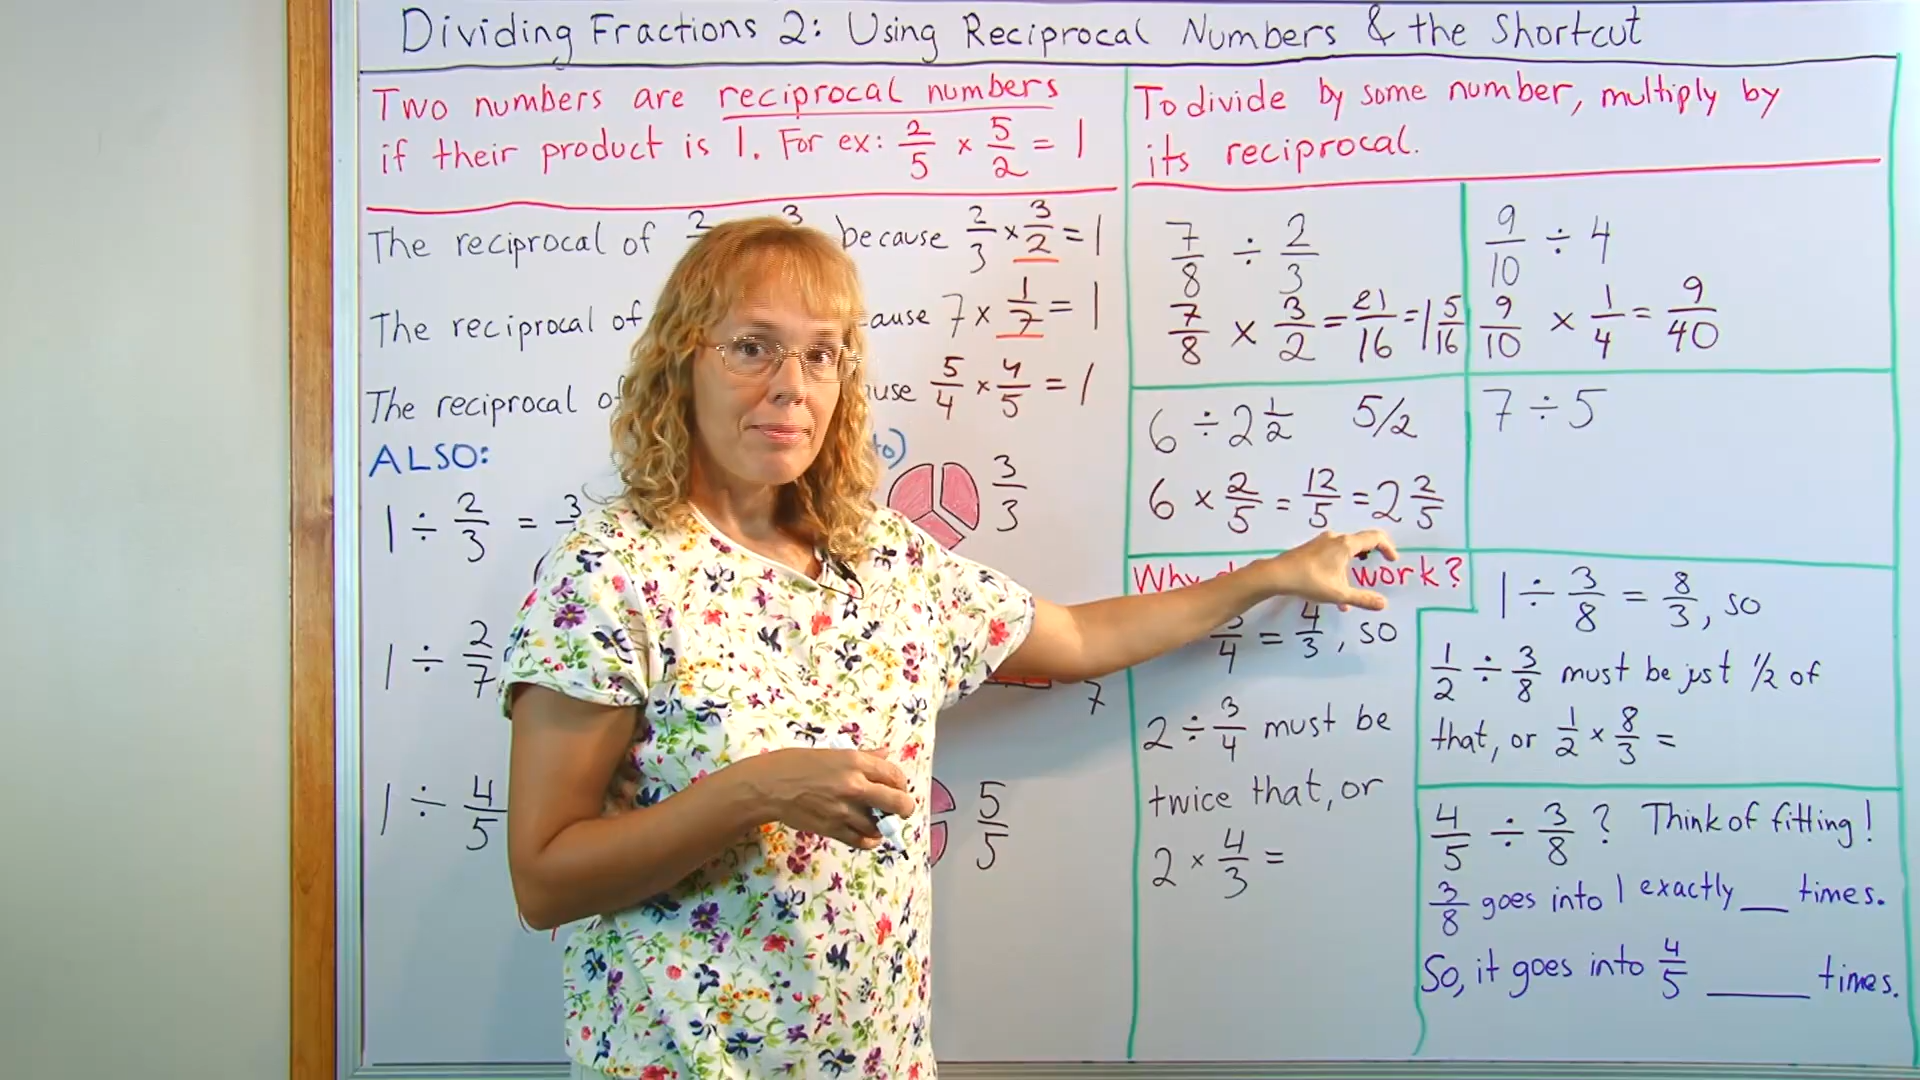 Dividing Fractions 2: Using Reciprocal Numbers & the Shortcut
Two numbers are reciprocal numbers
if their product is 1. For ex: 2/5 × 5/2 = 1
The reciprocal of because 2/3 × 3/2 = 1
The reciprocal of 7 × 1/7 = 1
The reciprocal 5/4 × 4/5 = 1
ALSO:
1 ÷ 2/3 =
3/3
1 ÷ 2/7
7
1 ÷ 4/5
5/5
To divide by some number, multiply by
its reciprocal.
7/8 ÷ 2/3
7/8 × 3/2 = 21/16 = 1 5/16
9/10 ÷ 4
9/10 × 1/4 = 9/40
6 ÷ 2 1/2 5/2
6 × 2/5 = 12/5 = 2 2/5
7 ÷ 5
Why work?
= 4/3, so
2 ÷ 3/4 must be
twice that, or
2 × 4/3 =
1 ÷ 3/8 = 8/3, so
1/2 ÷ 3/8 must be just 1/2 of
that, or 1/2 × 8/3 =
4/5 ÷ 3/8 ? Think of fitting!
3/8 goes into 1 exactly __ times.
So, it goes into 4/5 ____ times.